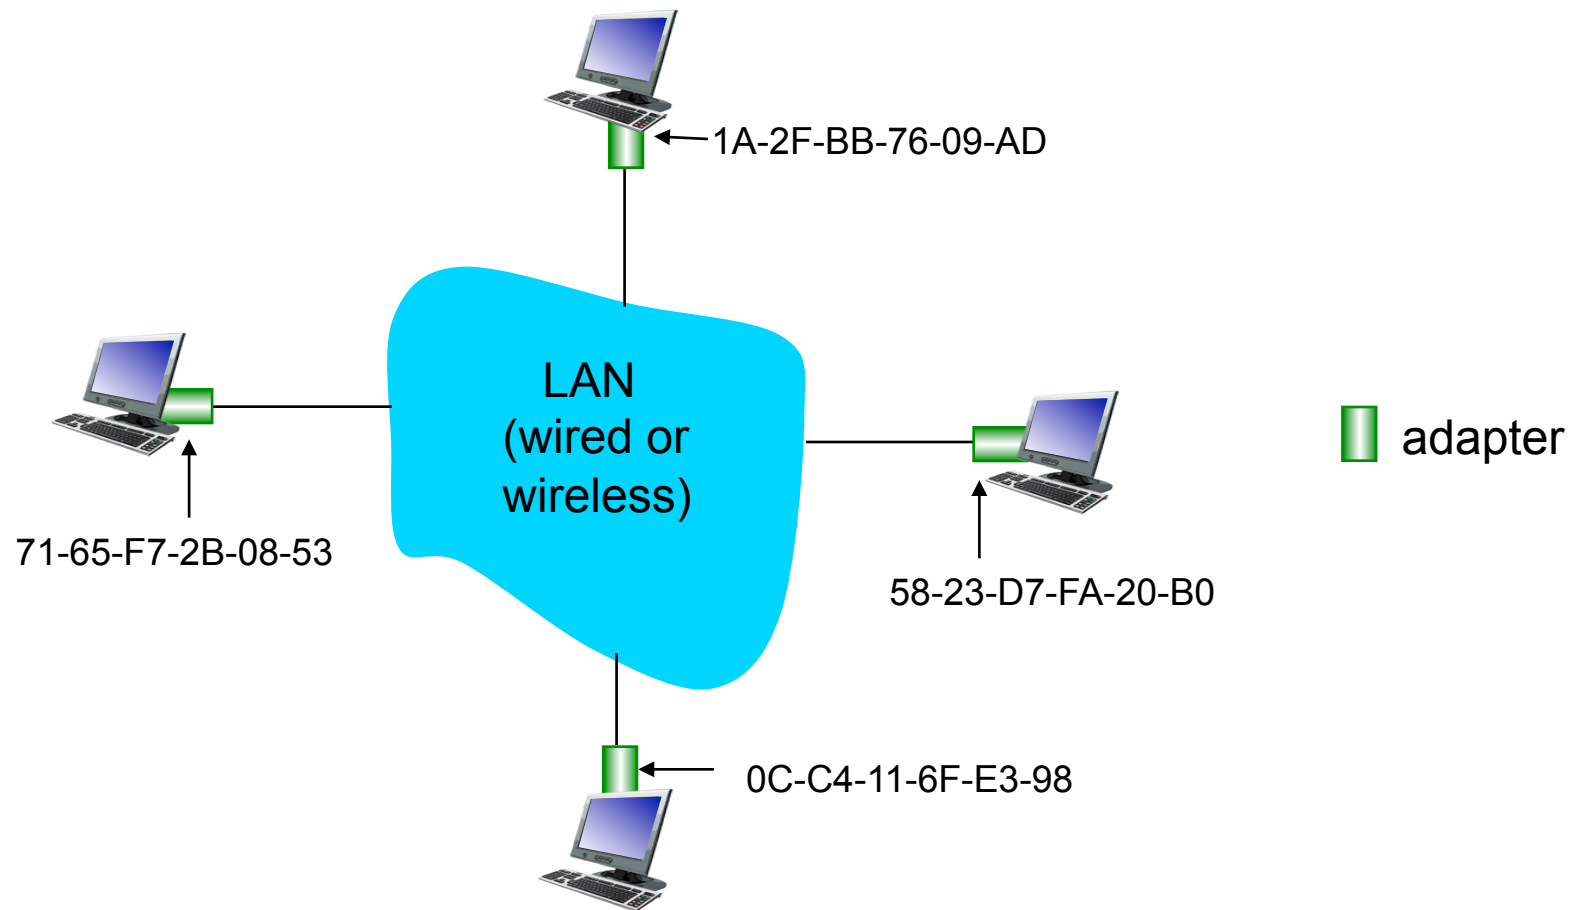 1A-2F-BB-76-09-AD
LAN
(wired or
wireless)
adapter
71-65-F7-2B-08-53
58-23-D7-FA-20-B0
0C-C4-11-6F-E3-98